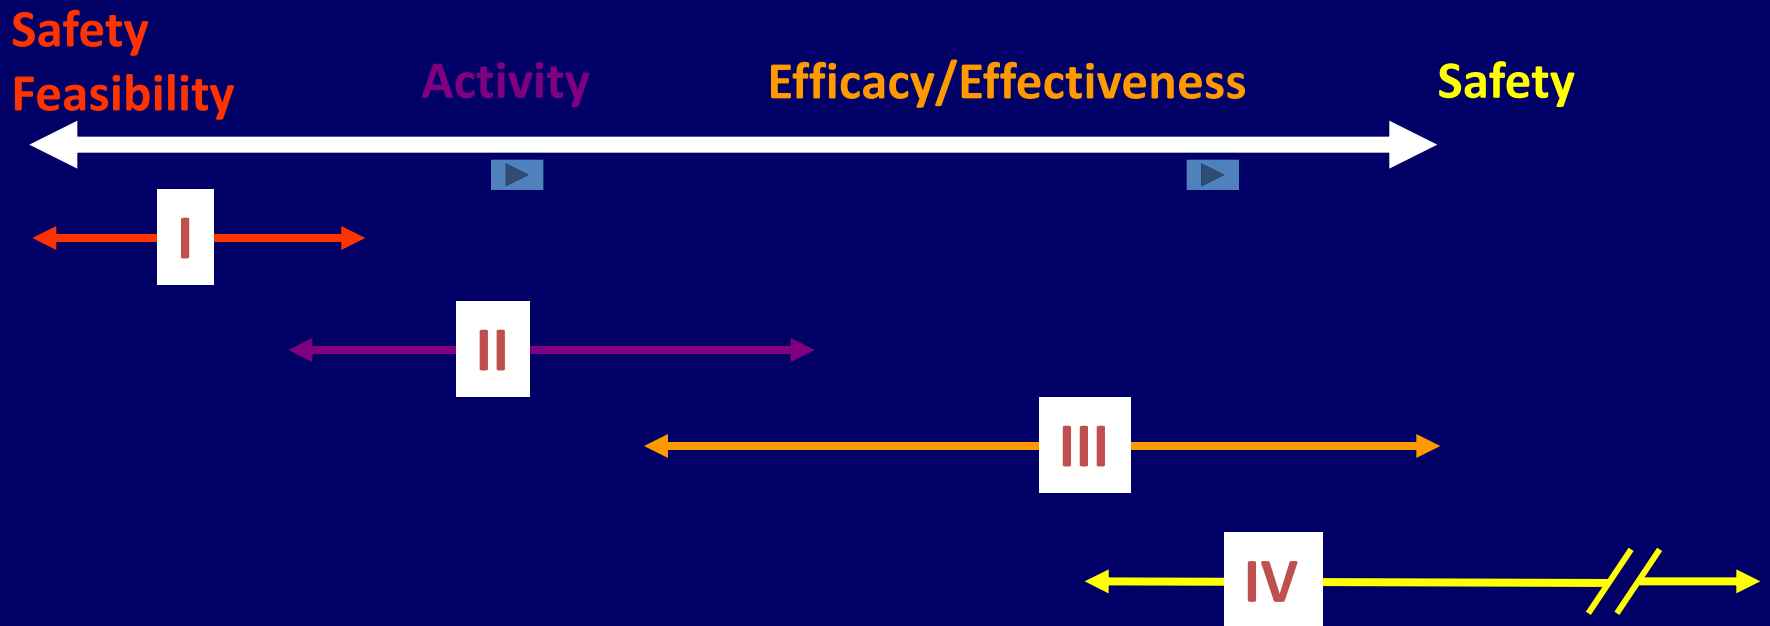 Safety
Feasibility
Activity
Efficacy/Effectiveness
Safety
I
II
III
IV